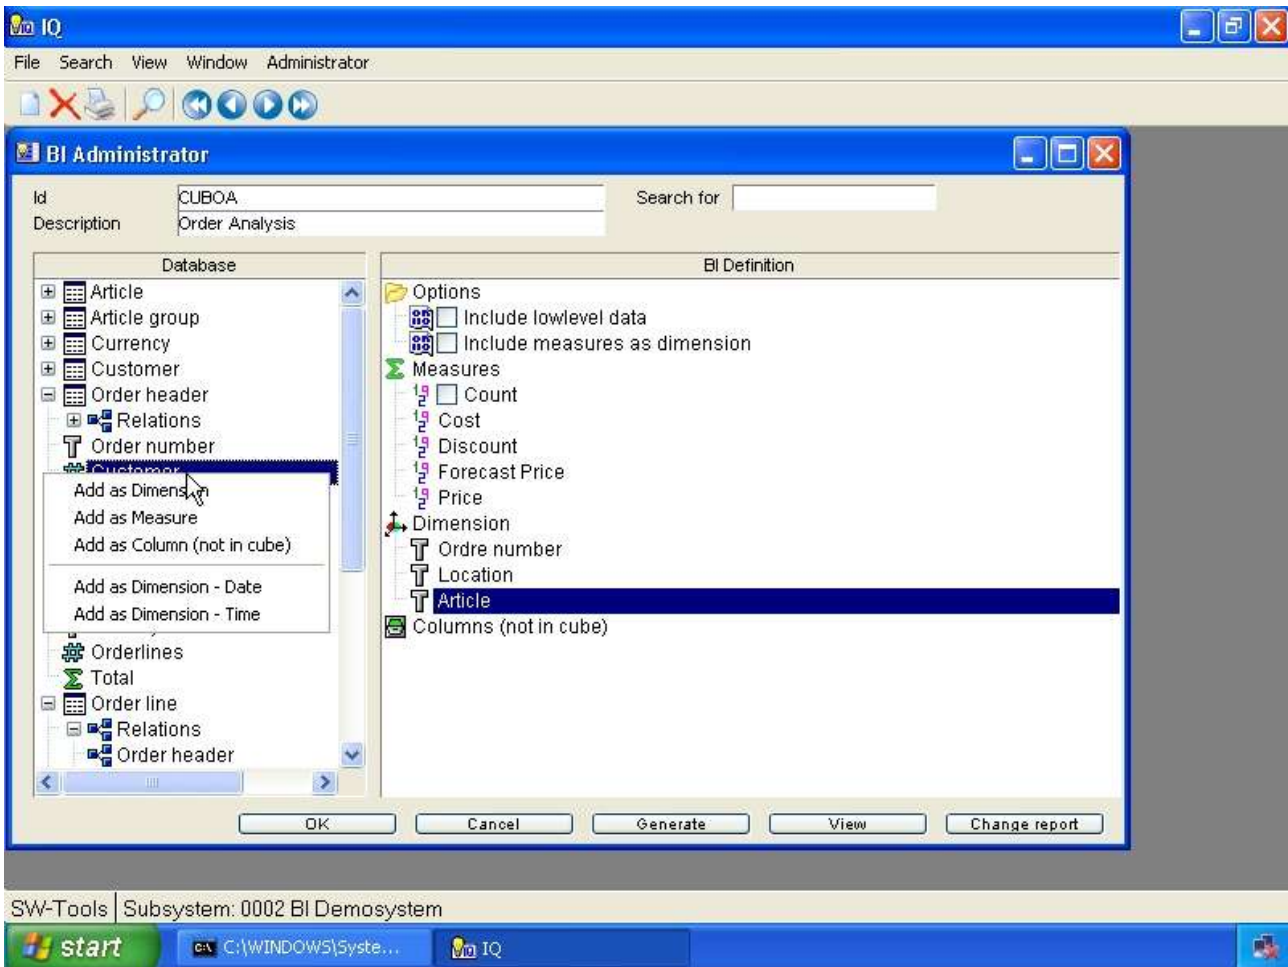 IQ
File Search View Window Administrator
BI Administrator
Id CUBOA Search for
Description Order Analysis
Database BI Definition
Article
Article group
Currency
Customer
Order header
Relations
Order number
Customer
Add as Dimension
Add as Measure
Add as Column (not in cube)
Add as Dimension - Date
Add as Dimension - Time
Orderlines
Total
Order line
Relations
Order header
Options
Include lowlevel data
Include measures as dimension
Measures
Count
Cost
Discount
Forecast Price
Price
Dimension
Ordre number
Location
Article
Columns (not in cube)
OK Cancel Generate View Change report
SW-Tools Subsystem: 0002 BI Demosystem
start C:\WINDOWS\Syste... IQ